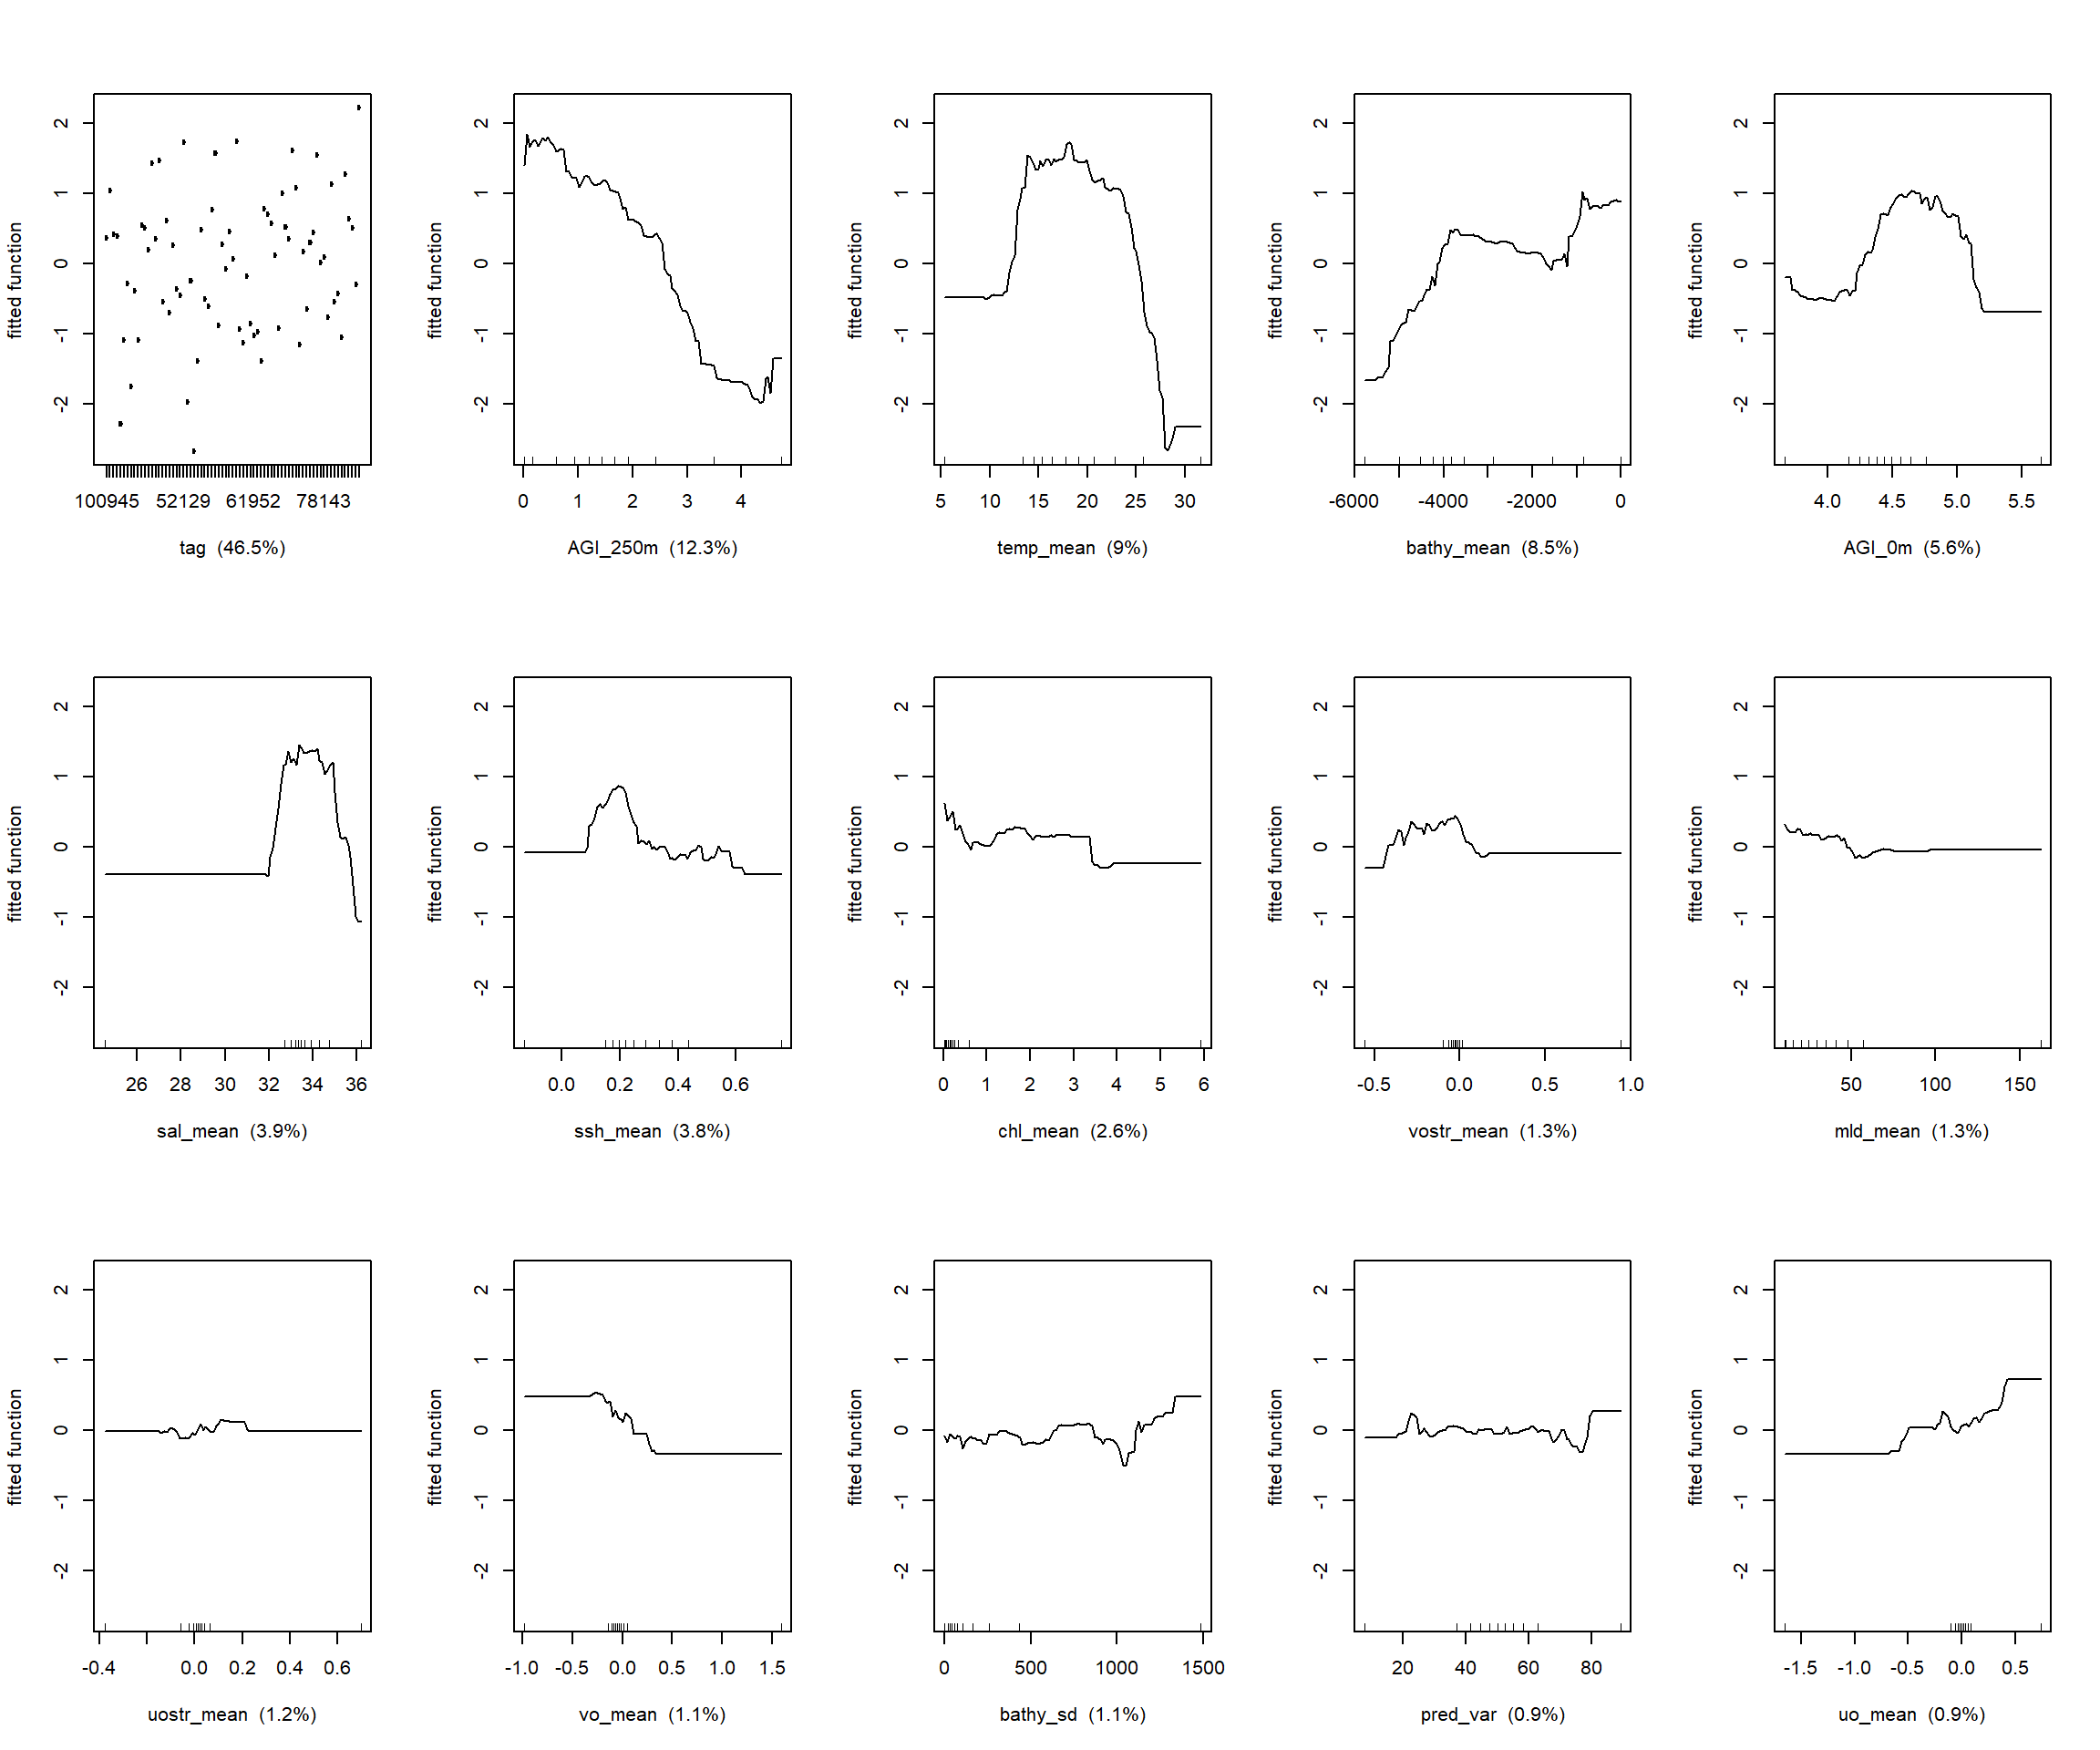 fitted function
2
1
0
-1
-2
100945 52129 61952 78143
tag (46.5%)
fitted function
2
1
0
-1
-2
0 1 2 3 4
AGI_250m (12.3%)
fitted function
2
1
0
-1
-2
5 10 15 20 25 30
temp_mean (9%)
fitted function
2
1
0
-1
-2
-6000 -4000 -2000 0
bathy_mean (8.5%)
fitted function
2
1
0
-1
-2
4.0 4.5 5.0 5.5
AGI_0m (5.6%)
fitted function
2
1
0
-1
-2
26 28 30 32 34 36
sal_mean (3.9%)
fitted function
2
1
0
-1
-2
0.0 0.2 0.4 0.6
ssh_mean (3.8%)
fitted function
2
1
0
-1
-2
0 1 2 3 4 5 6
chl_mean (2.6%)
fitted function
2
1
0
-1
-2
-0.5 0.0 0.5 1.0
vostr_mean (1.3%)
fitted function
2
1
0
-1
-2
50 100 150
mld_mean (1.3%)
fitted function
2
1
0
-1
-2
-0.4 0.0 0.2 0.4 0.6
uostr_mean (1.2%)
fitted function
2
1
0
-1
-2
-1.0 -0.5 0.0 0.5 1.0 1.5
vo_mean (1.1%)
fitted function
2
1
0
-1
-2
0 500 1000 1500
bathy_sd (1.1%)
fitted function
2
1
0
-1
-2
20 40 60 80
pred_var (0.9%)
fitted function
2
1
0
-1
-2
-1.5 -1.0 -0.5 0.0 0.5
uo_mean (0.9%)